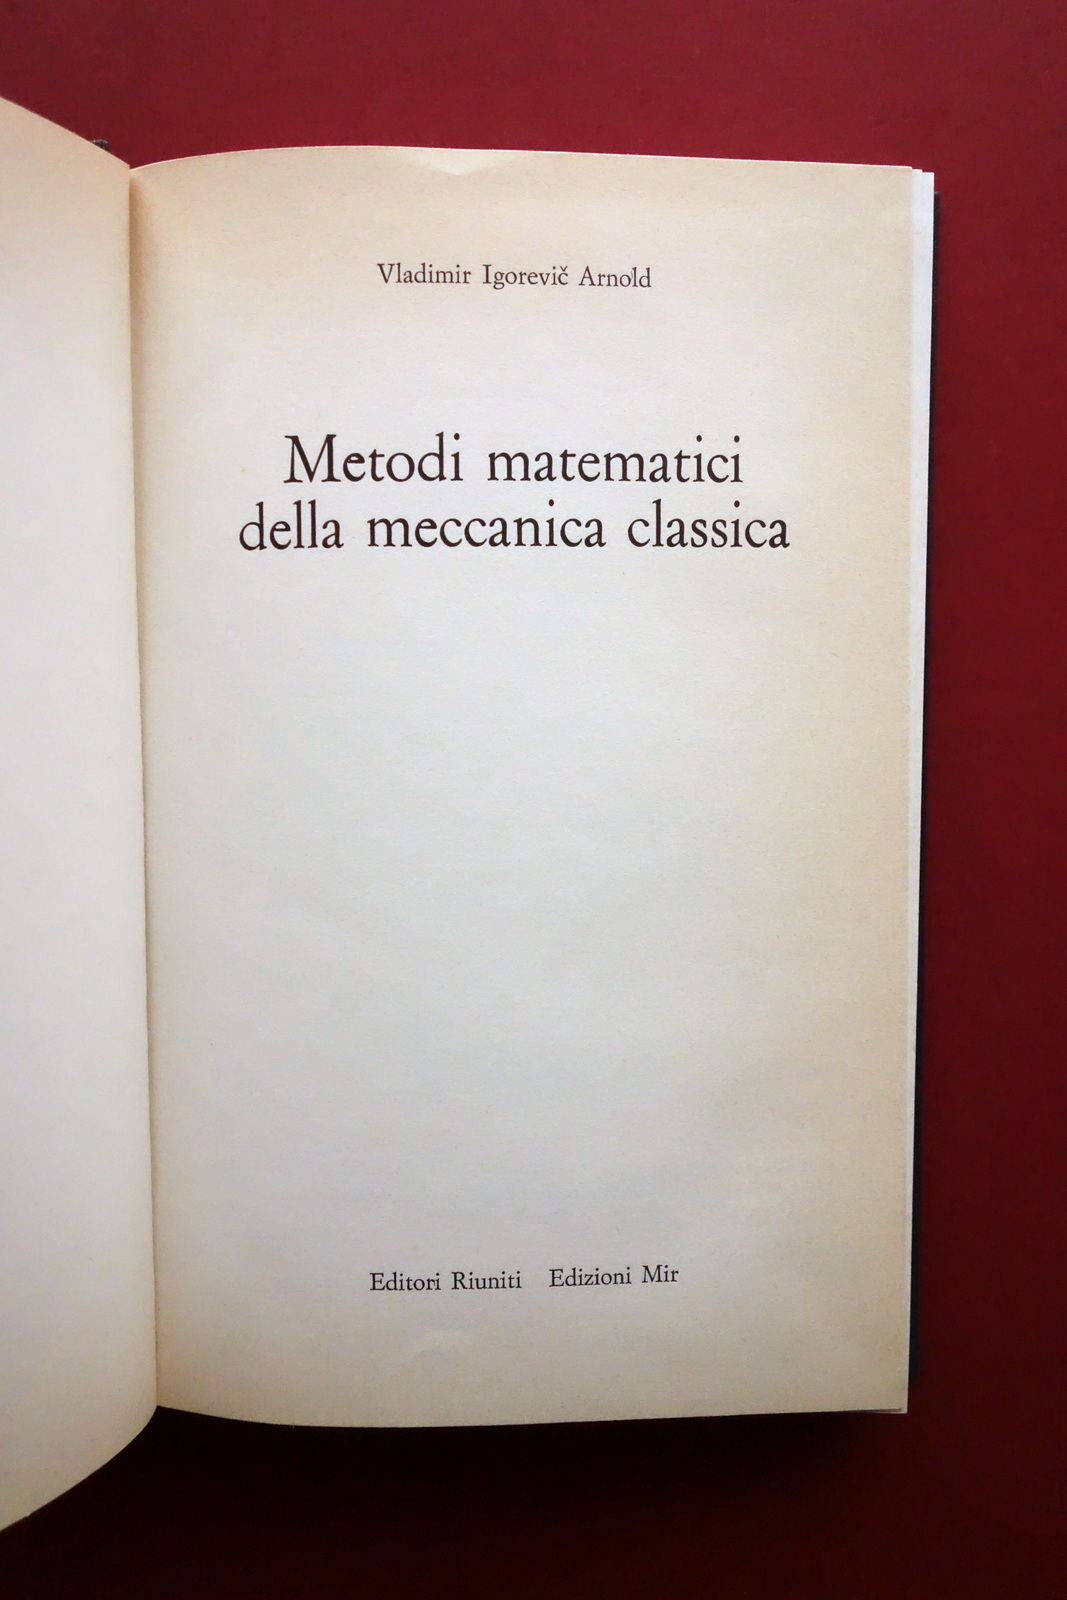 Vladimir Igorevič Arnold
Metodi matematici
della meccanica classica
Editori Riuniti Edizioni Mir